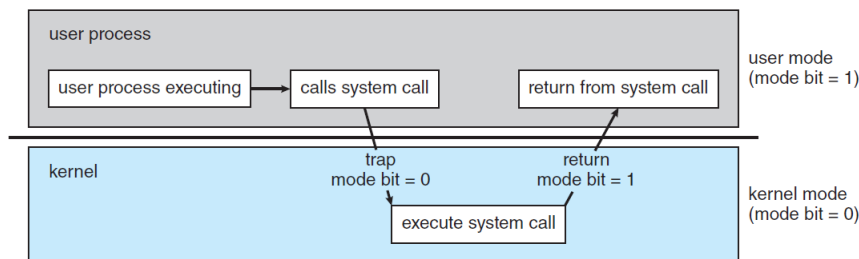 user process
user process executing
calls system call
return from system call
user mode
(mode bit = 1)
trap
mode bit = 0
return
mode bit = 1
kernel
execute system call
kernel mode
(mode bit = 0)